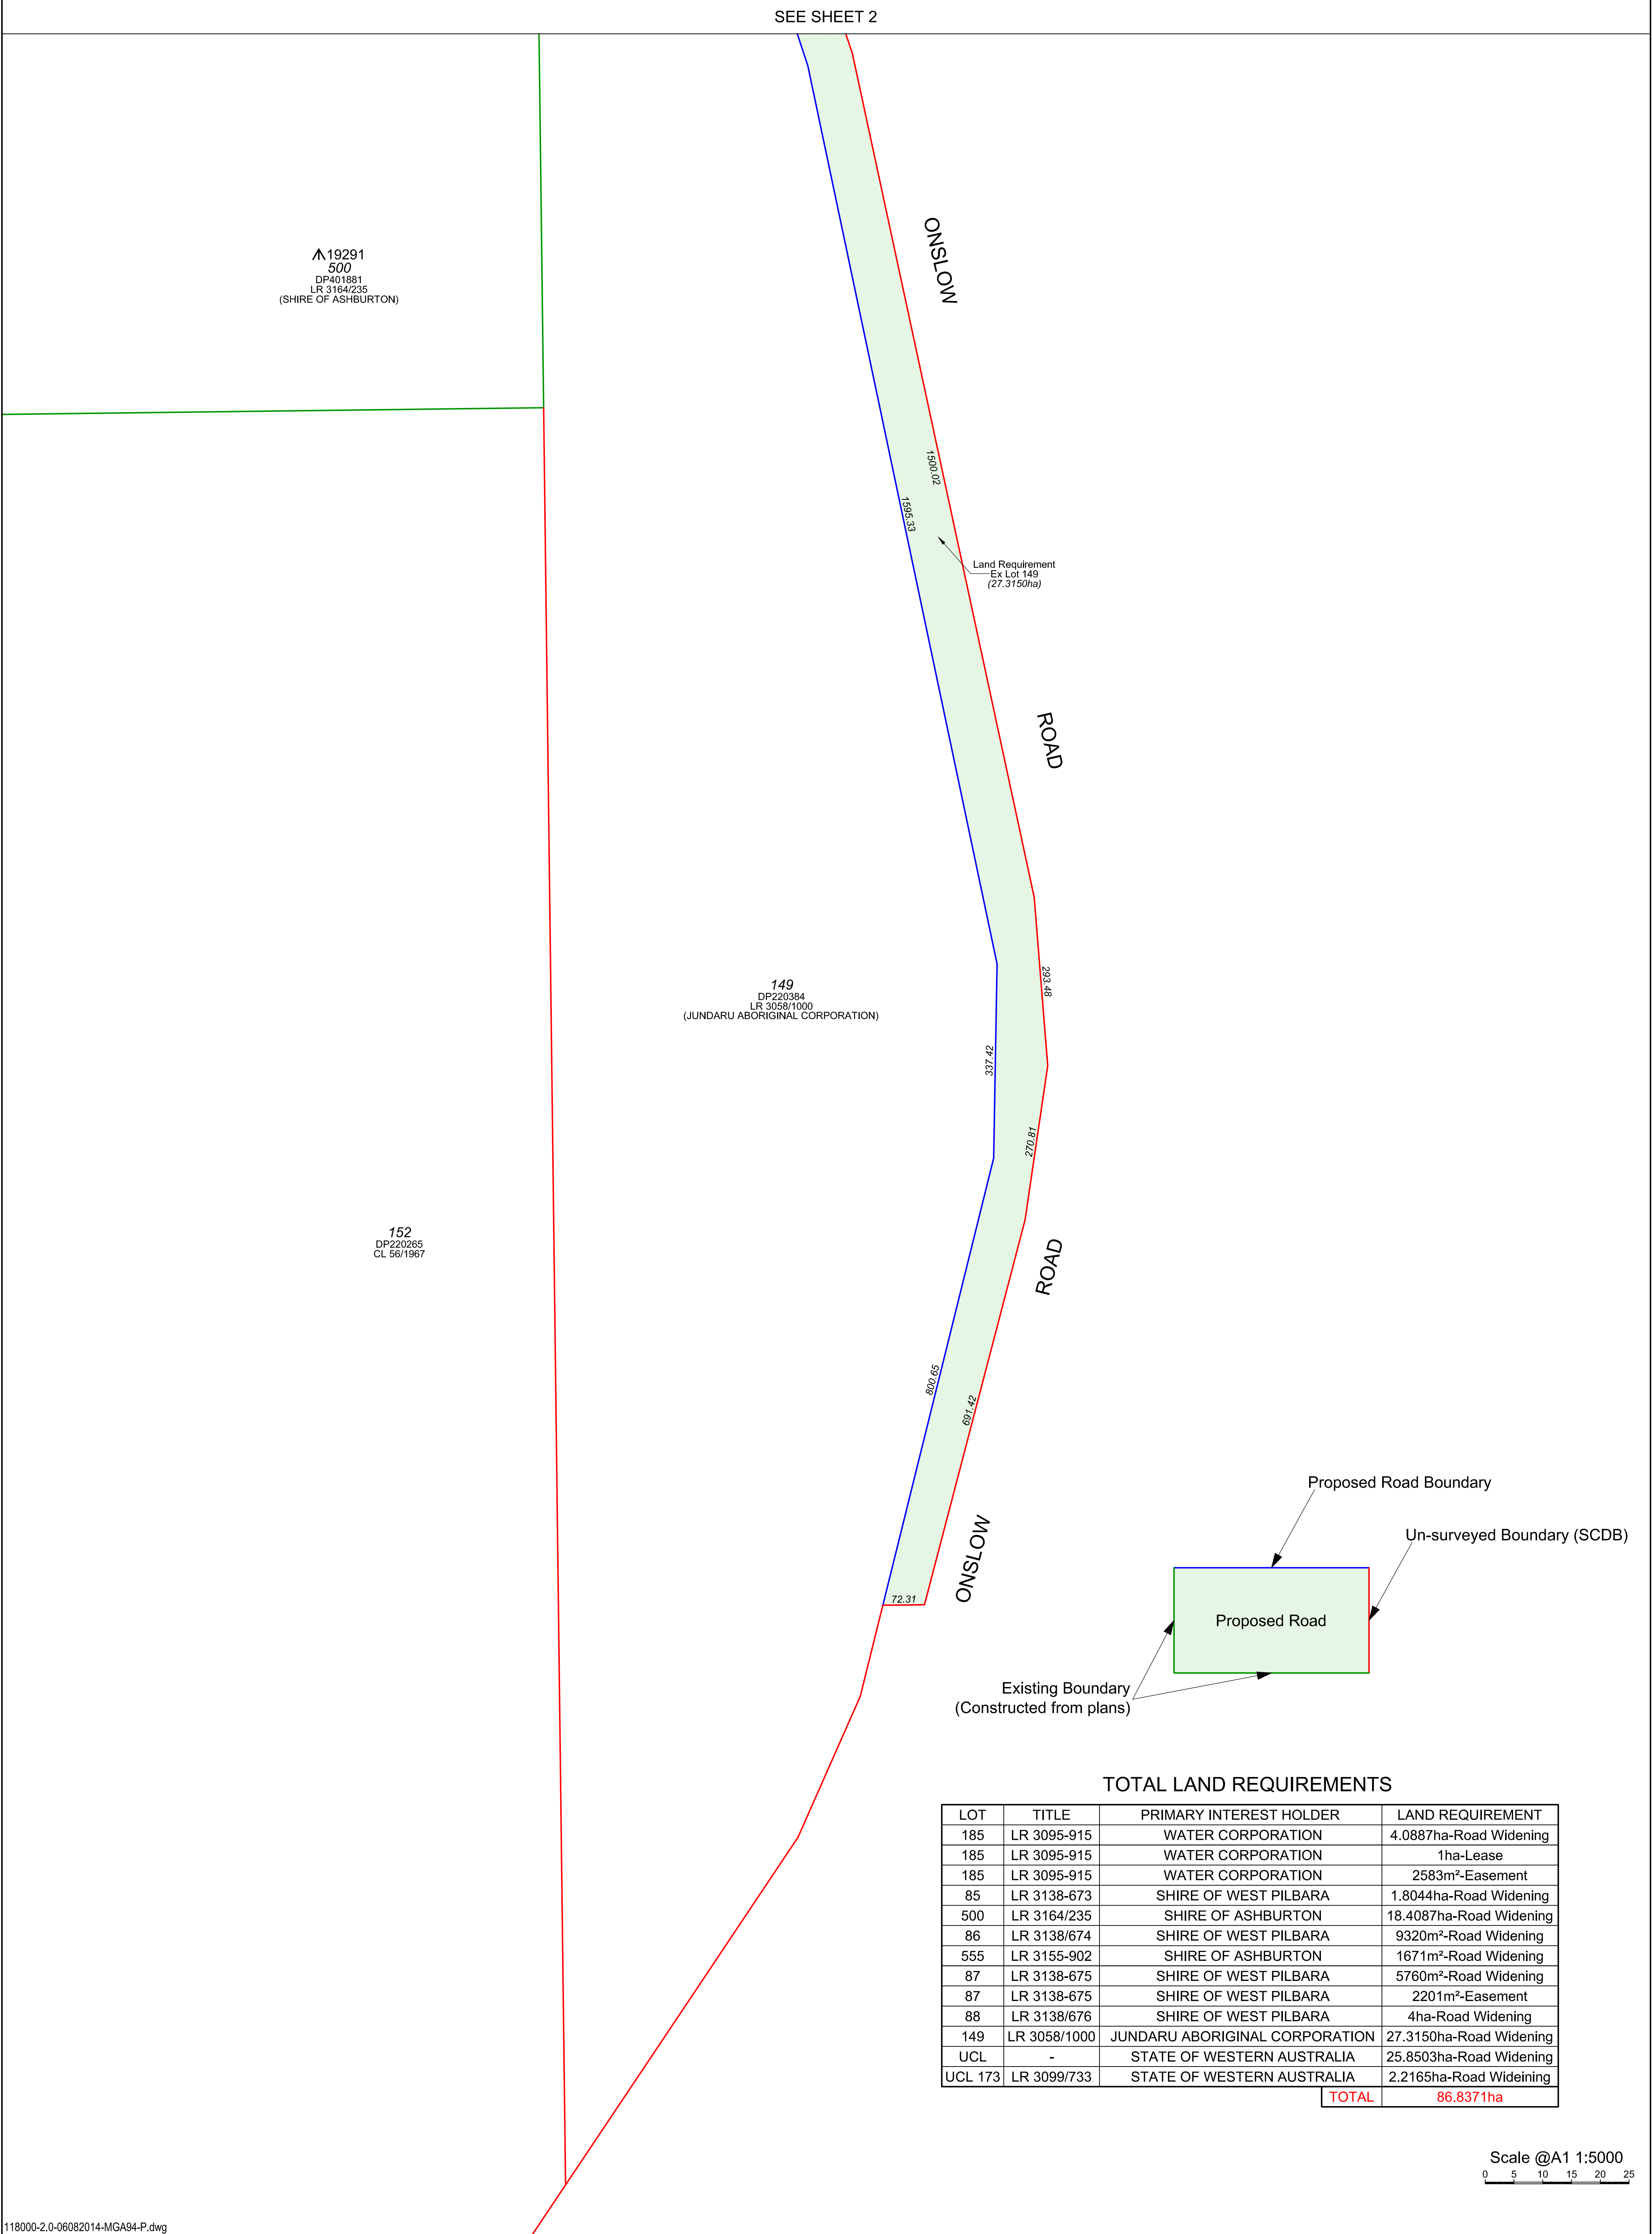 SEE SHEET 2
19291
500
DP401881
LR 3164/235
(SHIRE OF ASHBURTON)
ONSLOW
1500.02
1595.33
Land Requirement
Ex Lot 149
(27.3150ha)
ROAD
149
DP220384
LR 3058/1000
(JUNDARU ABORIGINAL CORPORATION)
293.48
337.42
270.81
152
DP220265
CL 56/1967
ROAD
800.65
691.42
ONSLOW
72.31
Proposed Road Boundary
Un-surveyed Boundary (SCDB)
Proposed Road
Existing Boundary
(Constructed from plans)
TOTAL LAND REQUIREMENTS
LOT TITLE PRIMARY INTEREST HOLDER LAND REQUIREMENT
185 LR 3095-915 WATER CORPORATION 4.0887ha-Road Widening
185 LR 3095-915 WATER CORPORATION 1ha-Lease
185 LR 3095-915 WATER CORPORATION 2583m²-Easement
85 LR 3138-673 SHIRE OF WEST PILBARA 1.8044ha-Road Widening
500 LR 3164/235 SHIRE OF ASHBURTON 18.4087ha-Road Widening
86 LR 3138/674 SHIRE OF WEST PILBARA 9320m²-Road Widening
555 LR 3155-902 SHIRE OF ASHBURTON 1671m²-Road Widening
87 LR 3138-675 SHIRE OF WEST PILBARA 5760m²-Road Widening
87 LR 3138-675 SHIRE OF WEST PILBARA 2201m²-Easement
88 LR 3138/676 SHIRE OF WEST PILBARA 4ha-Road Widening
149 LR 3058/1000 JUNDARU ABORIGINAL CORPORATION 27.3150ha-Road Widening
UCL - STATE OF WESTERN AUSTRALIA 25.8503ha-Road Widening
UCL 173 LR 3099/733 STATE OF WESTERN AUSTRALIA 2.2165ha-Road Wideining
TOTAL 86.8371ha
Scale @A1 1:5000
0 5 10 15 20 25
118000-2.0-06082014-MGA94-P.dwg